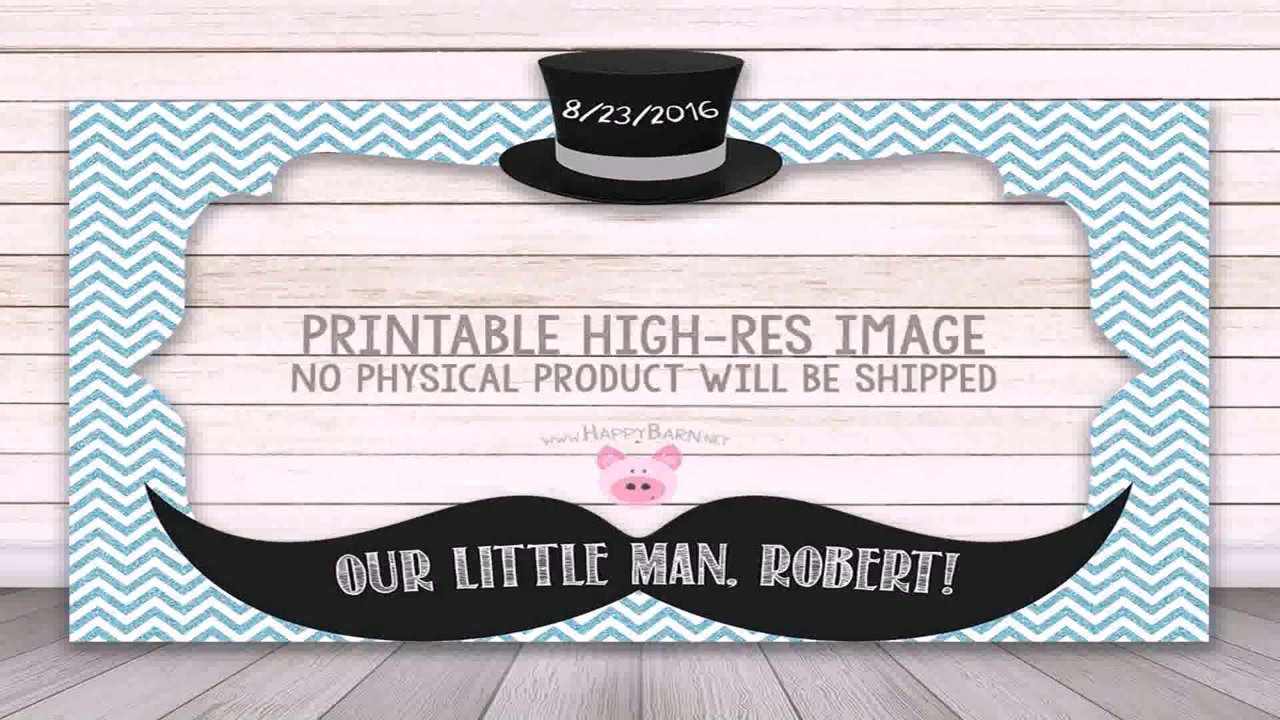 8/23/2016
PRINTABLE HIGH-RES IMAGE
NO PHYSICAL PRODUCT WILL BE SHIPPED
www.HAPPYBARN.NET
OUR LITTLE MAN, ROBERT!